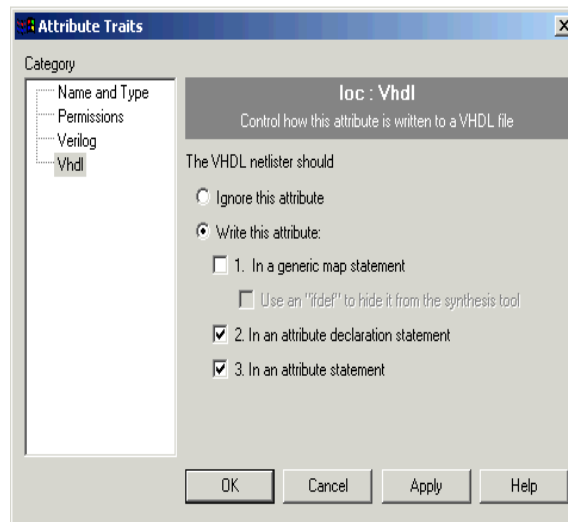 Attribute Traits
Category
Name and Type
Permissions
Verilog
Vhdl
loc : Vhdl
Control how this attribute is written to a VHDL file
The VHDL netlister should
Ignore this attribute
Write this attribute:
1. In a generic map statement
Use an "ifdef" to hide it from the synthesis tool
2. In an attribute declaration statement
3. In an attribute statement
OK Cancel Apply Help